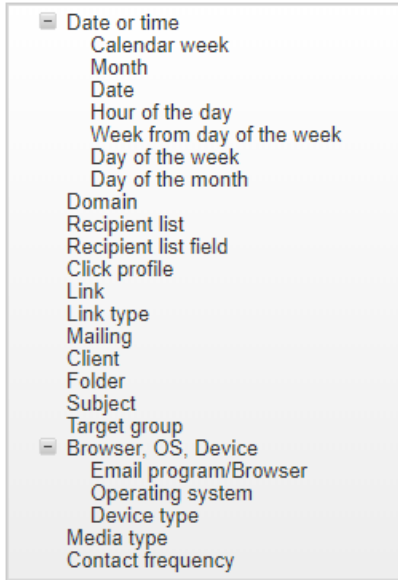 Date or time
Calendar week
Month
Date
Hour of the day
Week from day of the week
Day of the week
Day of the month
Domain
Recipient list
Recipient list field
Click profile
Link
Link type
Mailing
Client
Folder
Subject
Target group
Browser, OS, Device
Email program/Browser
Operating system
Device type
Media type
Contact frequency